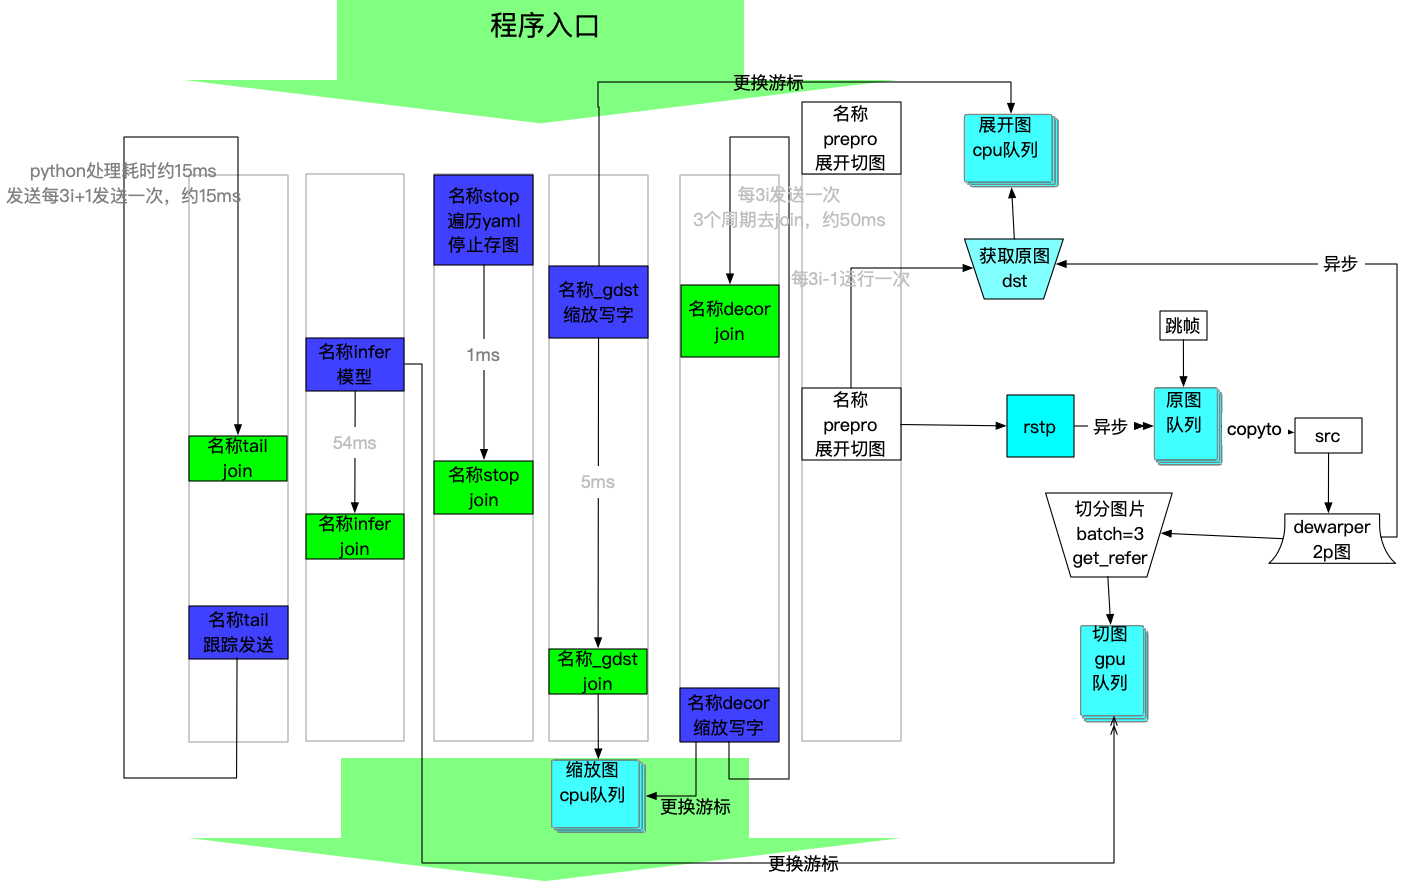 程序入口
更换游标
名称
prepro
展开切图
展开图
cpu队列
python处理耗时约15ms
发送每3i+1发送一次，约15ms
名称stop
遍历yaml
停止存图
每3i发送一次
3个周期去join，约50ms
每3i-1运行一次
获取原图
dst
异步
名称_gdst
缩放写字
名称decor
join
跳帧
名称infer
模型
1ms
名称
prepro
展开切图
rstp
异步
原图
队列
copyto
src
名称tail
join
54ms
名称stop
join
5ms
名称infer
join
切分图片
batch=3
get_refer
dewarper
2p图
名称tail
跟踪发送
切图
gpu
队列
名称_gdst
join
名称decor
缩放写字
缩放图
cpu队列
更换游标
更换游标